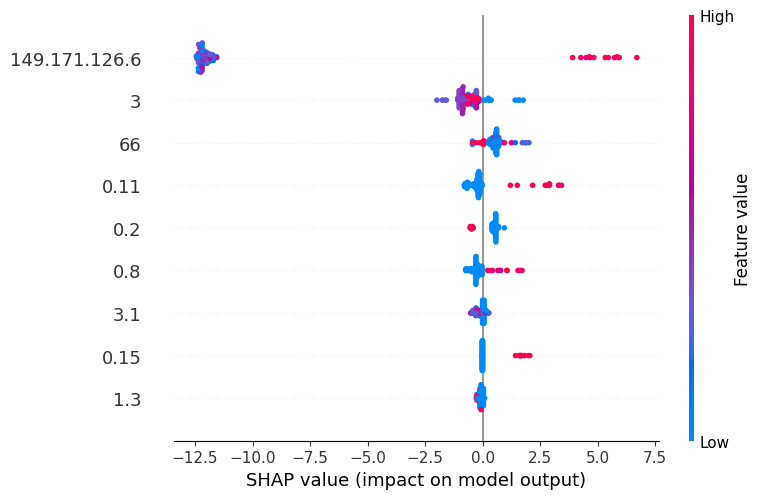 High
149.171.126.6
3
66
0.11
0.2
0.8
3.1
0.15
1.3
Feature value
Low
−12.5 −10.0 −7.5 −5.0 −2.5 0.0 2.5 5.0 7.5
SHAP value (impact on model output)